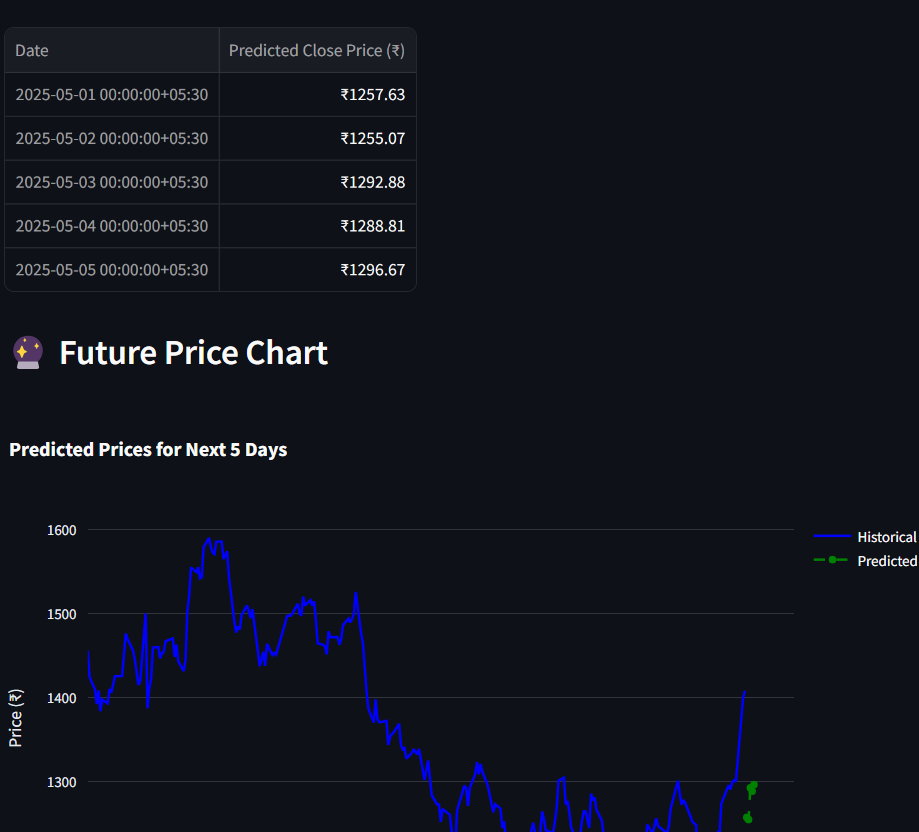 Date Predicted Close Price (₹)
2025-05-01 00:00:00+05:30 ₹1257.63
2025-05-02 00:00:00+05:30 ₹1255.07
2025-05-03 00:00:00+05:30 ₹1292.88
2025-05-04 00:00:00+05:30 ₹1288.81
2025-05-05 00:00:00+05:30 ₹1296.67
Future Price Chart
Predicted Prices for Next 5 Days
1600
Historical
Predicted
1500
1400
Price (₹)
1300